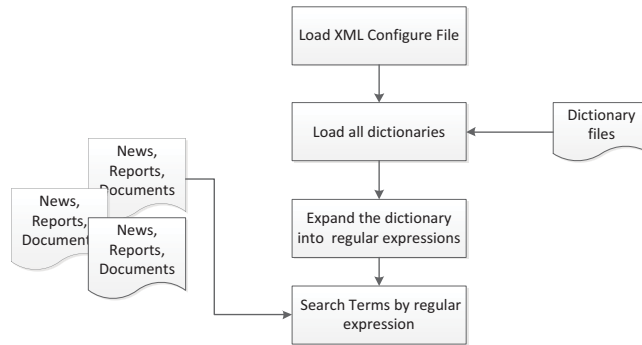 Load XML Configure File
Load all dictionaries
Dictionary
files
News,
Reports,
Documents
News,
Reports,
Document
News,
Reports,
Documents
Expand the dictionary
into regular expressions
Search Terms by regular
expression